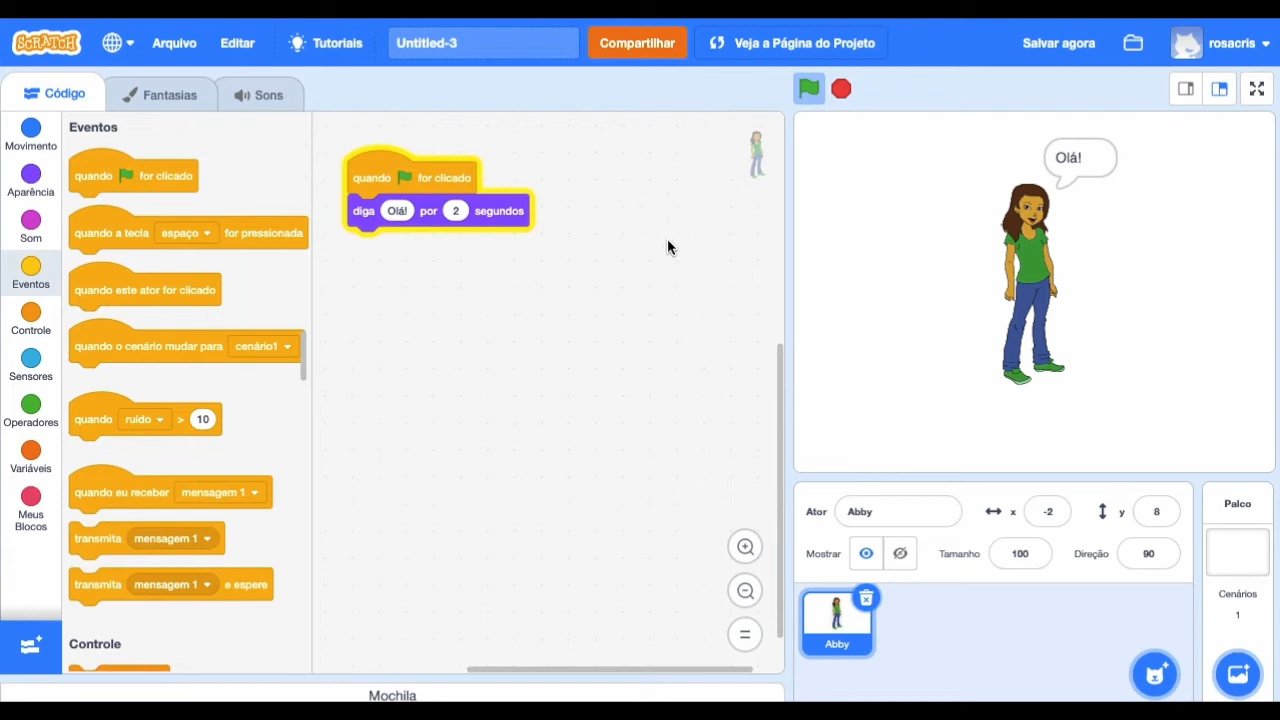 SCRATCH
Arquivo
Editar
Tutoriais
Untitled-3
Compartilhar
Veja a Página do Projeto
Salvar agora
rosacris
Código
Fantasias
Sons
Movimento
Aparência
Som
Eventos
Controle
Sensores
Operadores
Variáveis
Meus
Blocos
Eventos
quando for clicado
quando a tecla espaço for pressionada
quando este ator for clicado
quando o cenário mudar para cenário1
quando ruído > 10
quando eu receber mensagem 1
transmita mensagem 1
transmita mensagem 1 e espere
Controle
quando for clicado
diga Olá! por 2 segundos
Mochila
Olá!
Ator Abby x -2 y 8
Mostrar Tamanho 100 Direção 90
Abby
Palco
Cenários
1